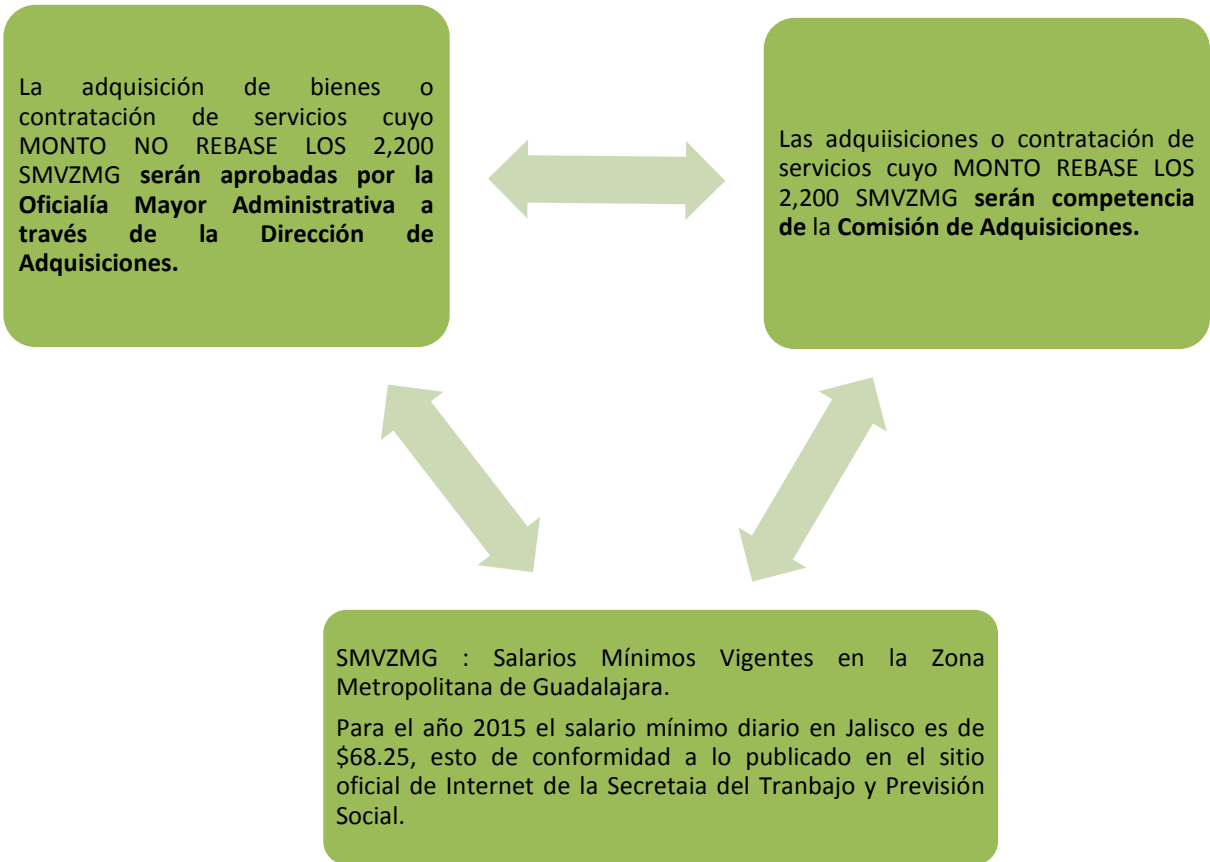 La adquisición de bienes o
contratación de servicios cuyo
MONTO NO REBASE LOS 2,200
SMVZMG serán aprobadas por la
Oficialía Mayor Administrativa a
través de la Dirección de
Adquisiciones.
Las adquiisiciones o contratación de
servicios cuyo MONTO REBASE LOS
2,200 SMVZMG serán competencia
de la Comisión de Adquisiciones.
SMVZMG : Salarios Mínimos Vigentes en la Zona
Metropolitana de Guadalajara.
Para el año 2015 el salario mínimo diario en Jalisco es de
$68.25, esto de conformidad a lo publicado en el sitio
oficial de Internet de la Secretaia del Tranbajo y Previsión
Social.